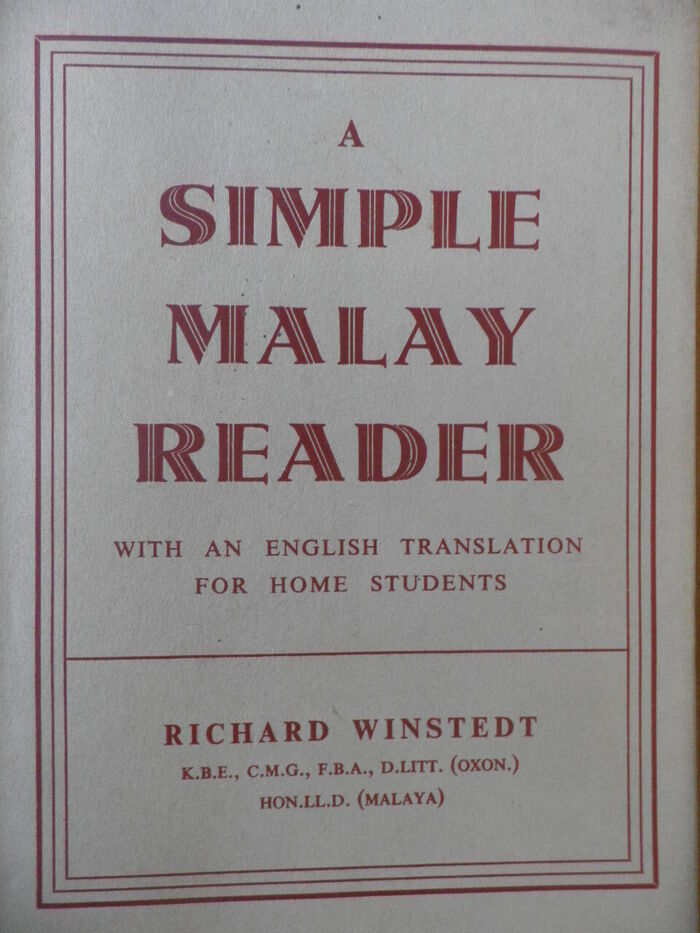 A
SIMPLE
MALAY
READER
WITH AN ENGLISH TRANSLATION
FOR HOME STUDENTS
RICHARD WINSTEDT
K.B.E., C.M.G., F.B.A., D.LITT. (OXON.)
HON.LL.D. (MALAYA)